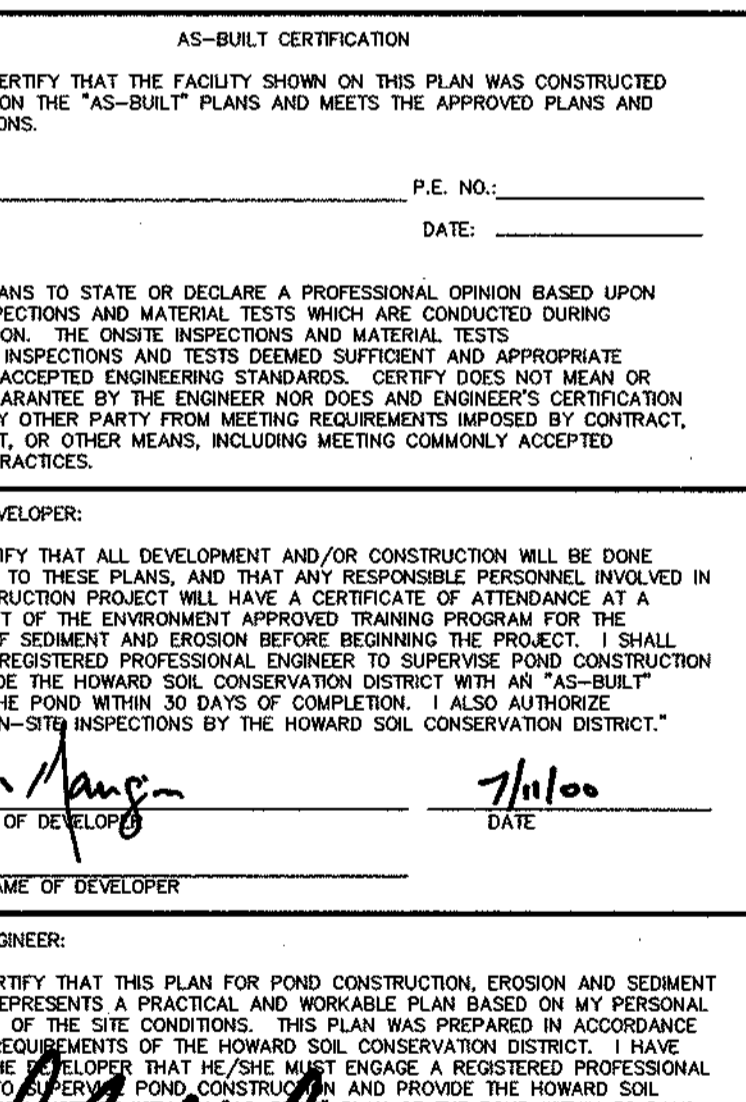 AS-BUILT CERTIFICATION
ERTIFY THAT THE FACILITY SHOWN ON THIS PLAN WAS CONSTRUCTED
ON THE "AS-BUILT" PLANS AND MEETS THE APPROVED PLANS AND
ONS.
P.E. NO.:
DATE:
ANS TO STATE OR DECLARE A PROFESSIONAL OPINION BASED UPON
PECTIONS AND MATERIAL TESTS WHICH ARE CONDUCTED DURING
ON. THE ONSITE INSPECTIONS AND MATERIAL TESTS
INSPECTIONS AND TESTS DEEMED SUFFICIENT AND APPROPRIATE
ACCEPTED ENGINEERING STANDARDS. CERTIFY DOES NOT MEAN OR
ARANTEE BY THE ENGINEER NOR DOES AND ENGINEER'S CERTIFICATION
Y OTHER PARTY FROM MEETING REQUIREMENTS IMPOSED BY CONTRACT,
T, OR OTHER MEANS, INCLUDING MEETING COMMONLY ACCEPTED
RACTICES.
VELOPER:
IFY THAT ALL DEVELOPMENT AND/OR CONSTRUCTION WILL BE DONE
TO THESE PLANS, AND THAT ANY RESPONSIBLE PERSONNEL INVOLVED IN
RUCTION PROJECT WILL HAVE A CERTIFICATE OF ATTENDANCE AT A
T OF THE ENVIRONMENT APPROVED TRAINING PROGRAM FOR THE
F SEDIMENT AND EROSION BEFORE BEGINNING THE PROJECT. I SHALL
REGISTERED PROFESSIONAL ENGINEER TO SUPERVISE POND CONSTRUCTION
DE THE HOWARD SOIL CONSERVATION DISTRICT WITH AN "AS-BUILT"
HE POND WITHIN 30 DAYS OF COMPLETION. I ALSO AUTHORIZE
N-SITE INSPECTIONS BY THE HOWARD SOIL CONSERVATION DISTRICT."
7/11/00
OF DEVELOPER DATE
AME OF DEVELOPER
GINEER:
RTIFY THAT THIS PLAN FOR POND CONSTRUCTION, EROSION AND SEDIMENT
EPRESENTS A PRACTICAL AND WORKABLE PLAN BASED ON MY PERSONAL
OF THE SITE CONDITIONS. THIS PLAN WAS PREPARED IN ACCORDANCE
EQUIREMENTS OF THE HOWARD SOIL CONSERVATION DISTRICT. I HAVE
HE DEVELOPER THAT HE/SHE MUST ENGAGE A REGISTERED PROFESSIONAL
TO SUPERVISE POND CONSTRUCTION AND PROVIDE THE HOWARD SOIL